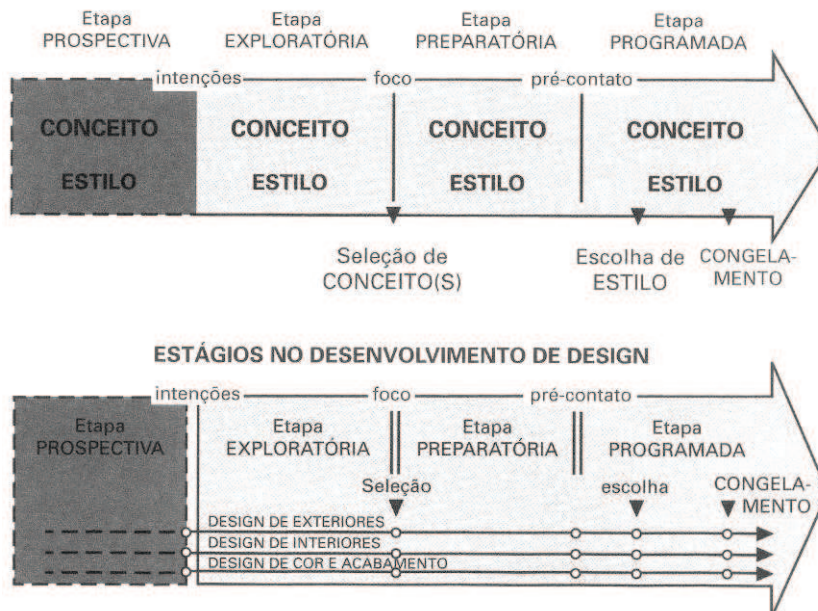 Etapa
PROSPECTIVA
Etapa
EXPLORATÓRIA
Etapa
PREPARATÓRIA
Etapa
PROGRAMADA
intenções
foco
pré-contato
CONCEITO
CONCEITO
CONCEITO
CONCEITO
ESTILO
ESTILO
ESTILO
ESTILO
Seleção de
CONCEITO(S)
Escolha de
ESTILO
CONGELA-
MENTO
ESTÁGIOS NO DESENVOLVIMENTO DE DESIGN
intenções
foco
pré-contato
Etapa
PROSPECTIVA
Etapa
EXPLORATÓRIA
Etapa
PREPARATÓRIA
Etapa
PROGRAMADA
Seleção
escolha
CONGELA-
MENTO
DESIGN DE EXTERIORES
DESIGN DE INTERIORES
DESIGN DE COR E ACABAMENTO